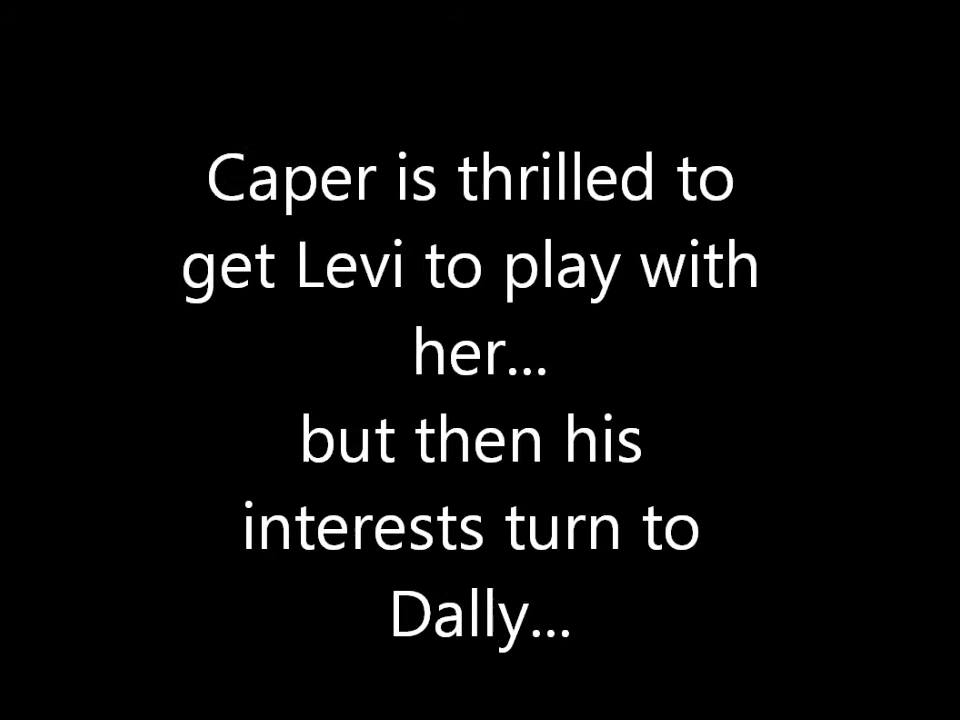 Caper is thrilled to
get Levi to play with
her...
but then his
interests turn to
Dally...